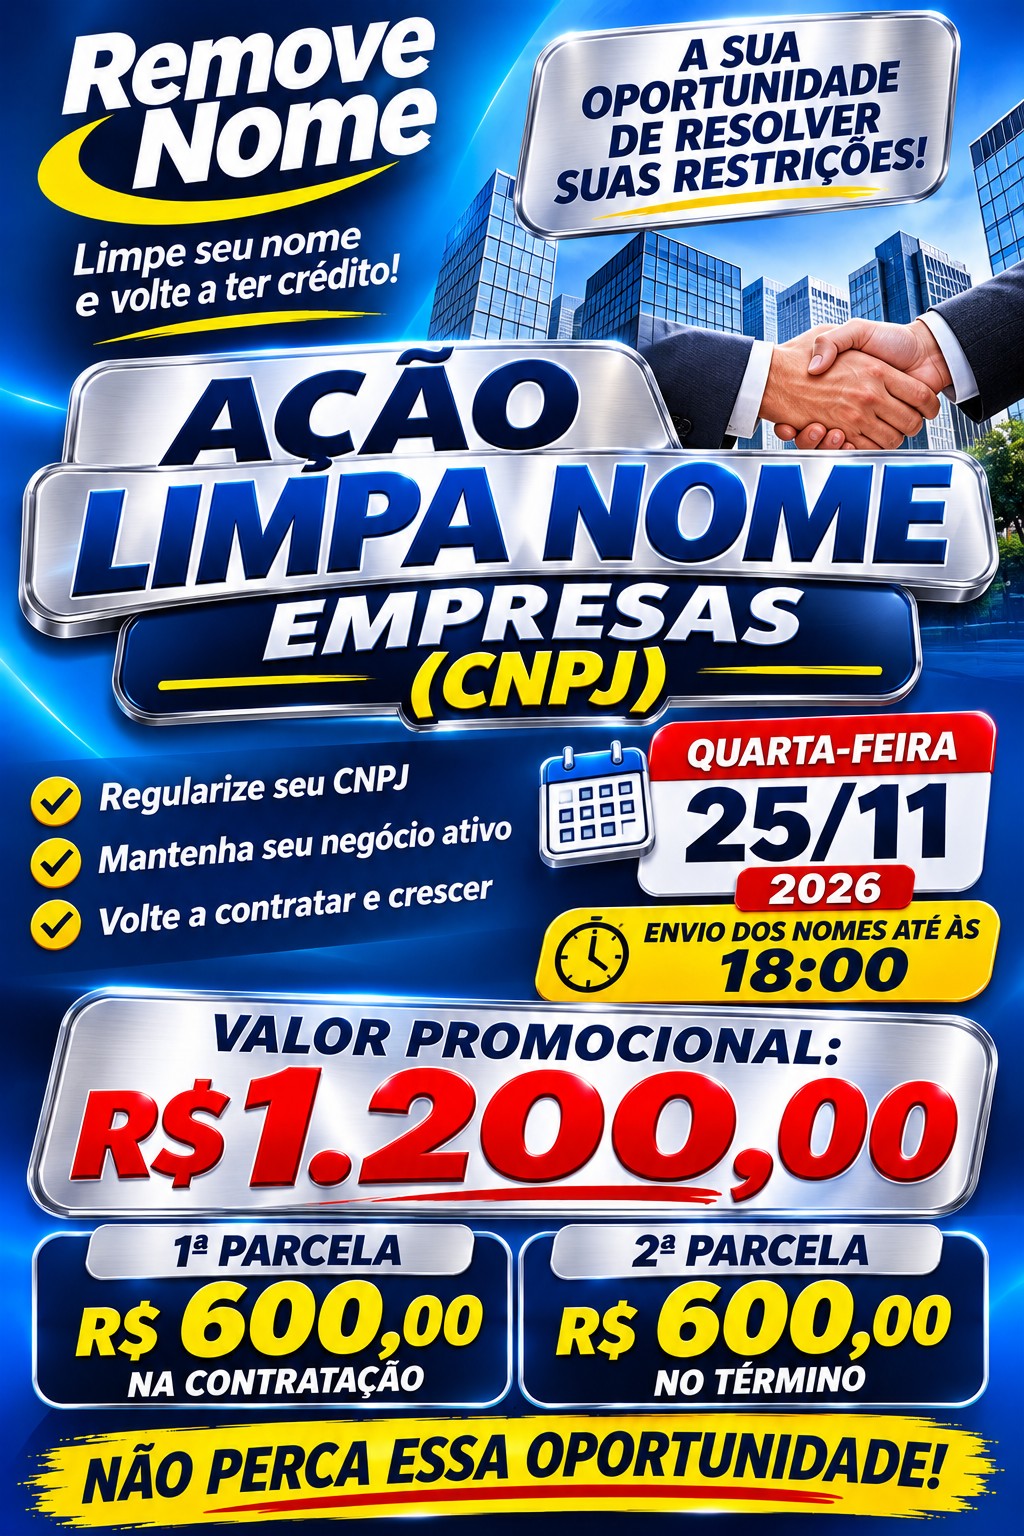 Remove
Nome
Limpe seu nome
e volte a ter crédito!
A SUA
OPORTUNIDADE
DE RESOLVER
SUAS RESTRIÇÕES!
AÇÃO
LIMPA NOME
EMPRESAS
(CNPJ)
Regularize seu CNPJ
Mantenha seu negócio ativo
Volte a contratar e crescer
QUARTA-FEIRA
25/11
2026
ENVIO DOS NOMES ATÉ ÀS
18:00
VALOR PROMOCIONAL:
R$1.200,00
1ª PARCELA
R$ 600,00
NA CONTRATAÇÃO
2ª PARCELA
R$ 600,00
NO TÉRMINO
NÃO PERCA ESSA OPORTUNIDADE!